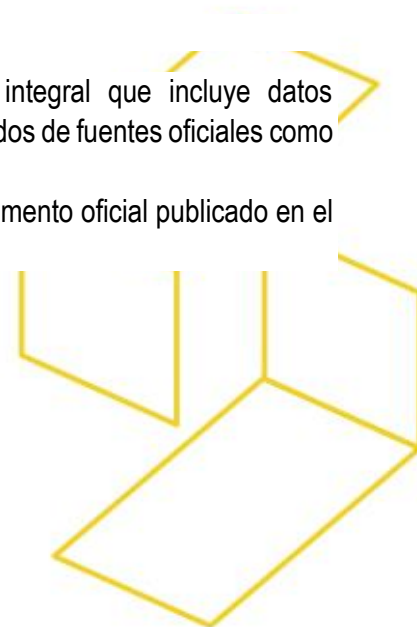 integral que incluye datos
dos de fuentes oficiales como
mento oficial publicado en el